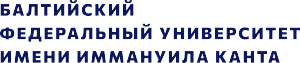 БАЛТИЙСКИЙ
ФЕДЕРАЛЬНЫЙ УНИВЕРСИТЕТ
ИМЕНИ ИММАНУИЛА КАНТА